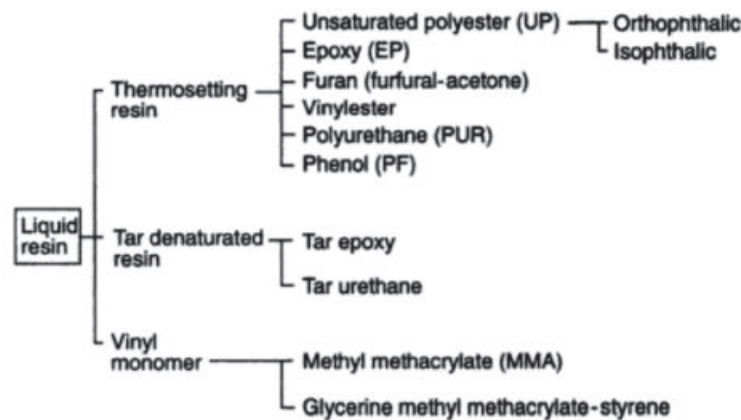 Unsaturated polyester (UP)
Orthophthalic
Isophthalic
Epoxy (EP)
Furan (furfural-acetone)
Thermosetting
resin
Vinylester
Polyurethane (PUR)
Phenol (PF)
Liquid
resin
Tar denaturated
resin
Tar epoxy
Tar urethane
Vinyl
monomer
Methyl methacrylate (MMA)
Glycerine methyl methacrylate-styrene